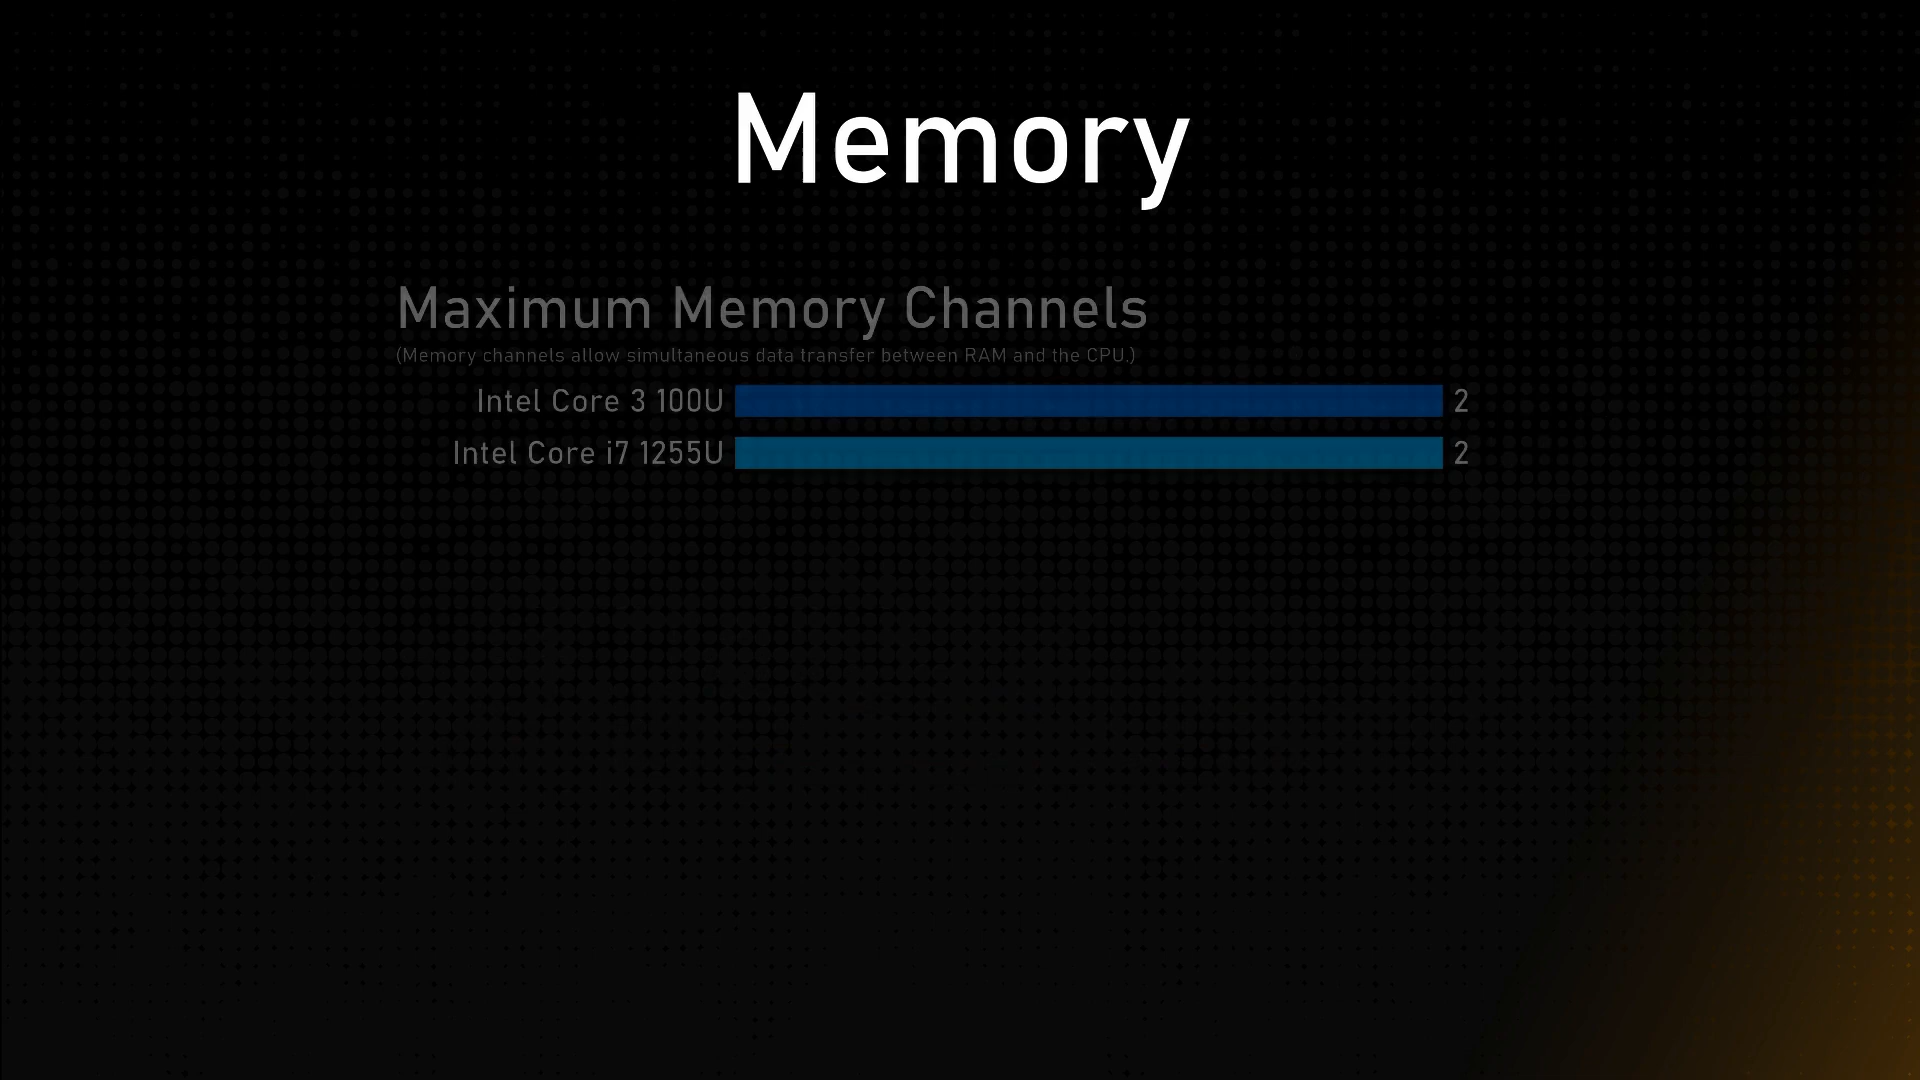 Memory
Maximum Memory Channels
(Memory channels allow simultaneous data transfer between RAM and the CPU.)
Intel Core 3 100U 2
Intel Core i7 1255U 2